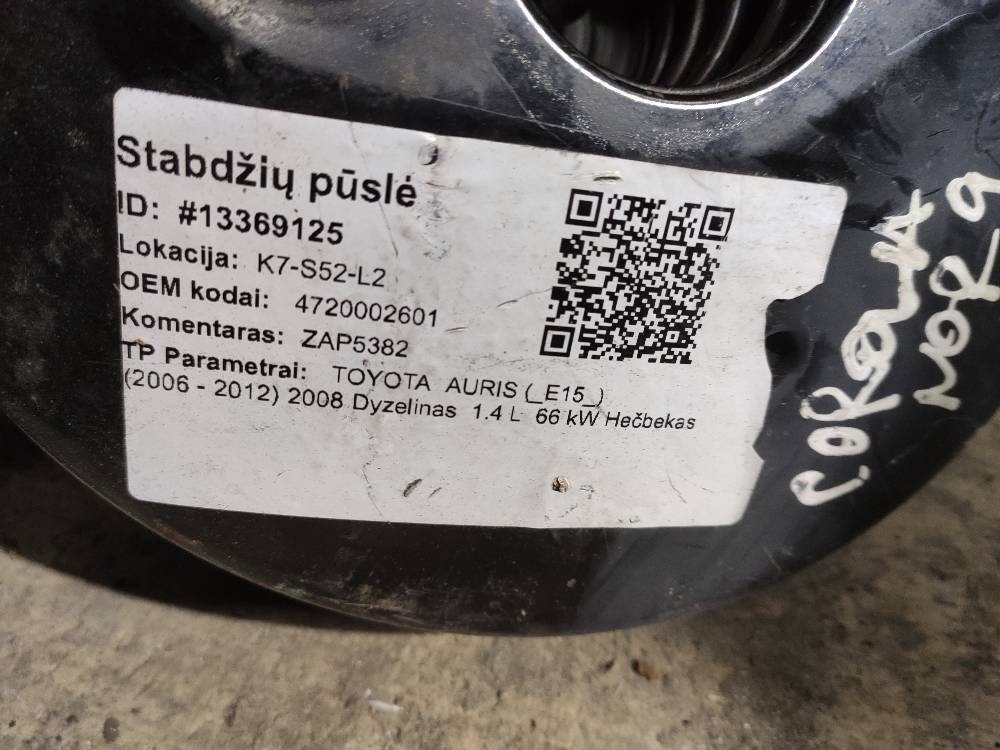 Stabdžių pūslė
ID: #13369125
Lokacija: K7-S52-L2
OEM kodai: 4720002601
Komentaras: ZAP5382
TP Parametrai: TOYOTA AURIS (_E15_)
(2006 - 2012) 2008 Dyzelinas 1.4 L 66 kW Hečbekas